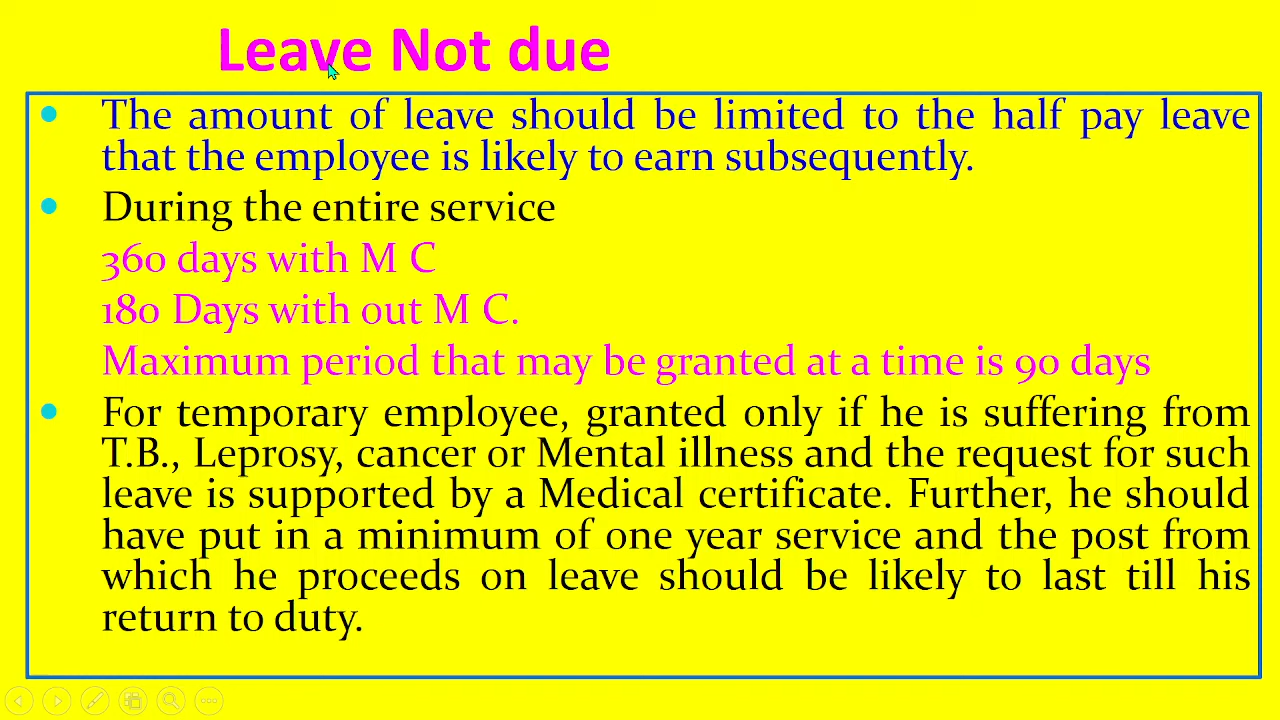 Leave Not due
• The amount of leave should be limited to the half pay leave
that the employee is likely to earn subsequently.
• During the entire service
360 days with M C
180 Days with out M C.
Maximum period that may be granted at a time is 90 days
• For temporary employee, granted only if he is suffering from
T.B., Leprosy, cancer or Mental illness and the request for such
leave is supported by a Medical certificate. Further, he should
have put in a minimum of one year service and the post from
which he proceeds on leave should be likely to last till his
return to duty.